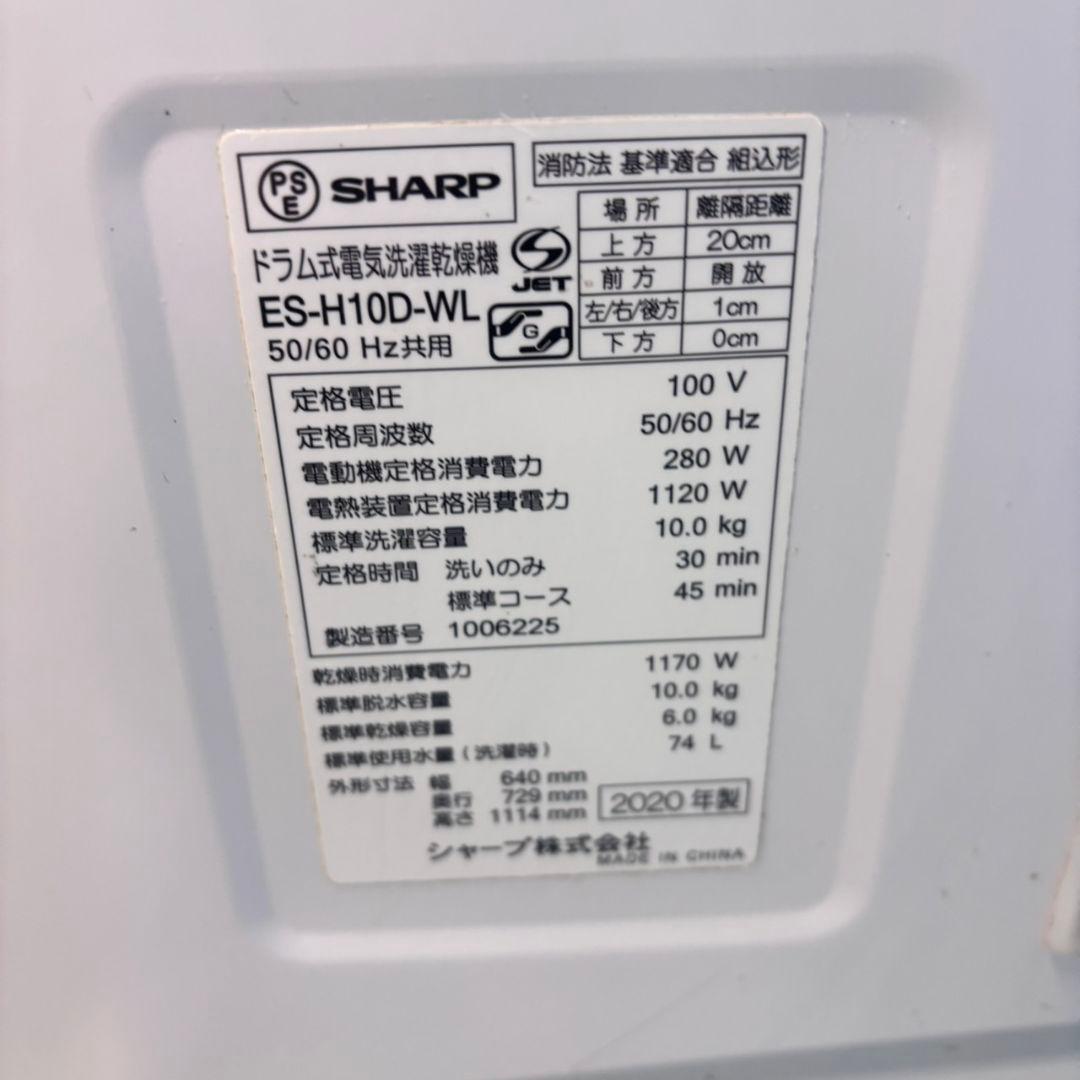 PSE SHARP
ドラム式電気洗濯乾燥機
JET
ES-H10D-WL
G
50/60 Hz共用
消防法 基準適合 組込形
場所 離隔距離
上方 20cm
前方 開放
左/右/後方 1cm
下方 0cm
定格電圧 100 V
定格周波数 50/60 Hz
電動機定格消費電力 280 W
電熱装置定格消費電力 1120 W
標準洗濯容量 10.0 kg
定格時間 洗いのみ 30 min
標準コース 45 min
製造番号 1006225
乾燥時消費電力 1170 W
標準脱水容量 10.0 kg
標準乾燥容量 6.0 kg
標準使用水量(洗濯時) 74 L
外形寸法 幅 640 mm
奥行 729 mm
高さ 1114 mm
2020 年製
シャープ株式会社
MADE IN CHINA